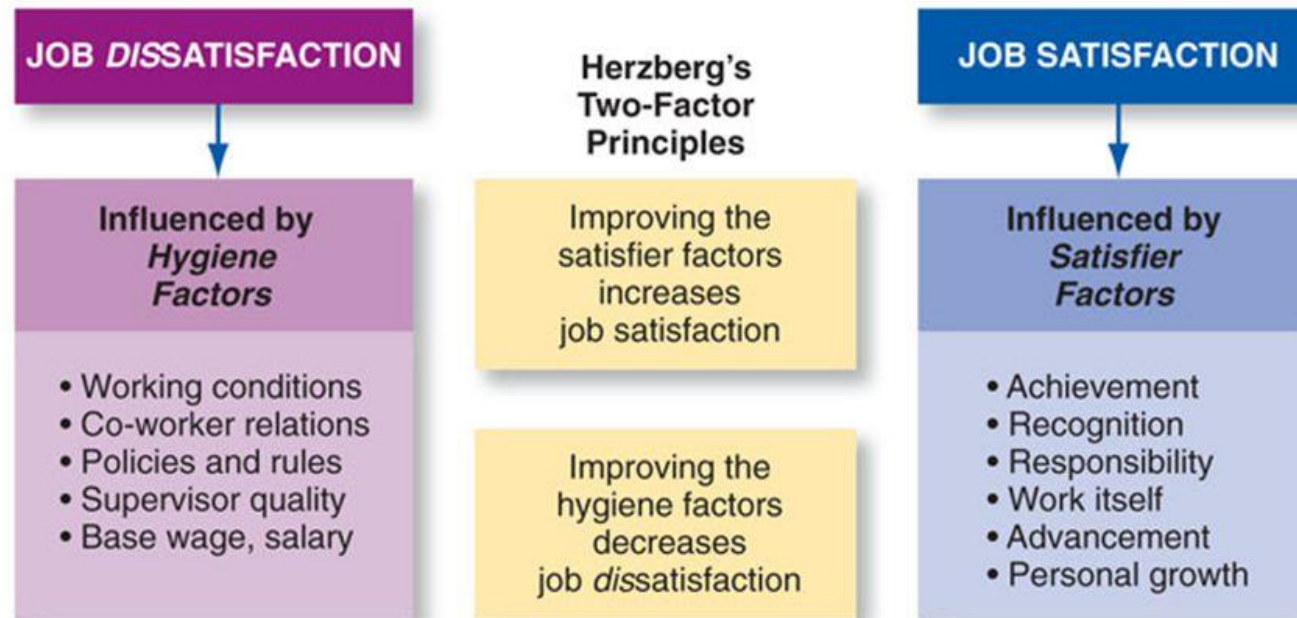 JOB DISSATISFACTION
Influenced by
Hygiene
Factors
• Working conditions
• Co-worker relations
• Policies and rules
• Supervisor quality
• Base wage, salary
Herzberg's
Two-Factor
Principles
Improving the
satisfier factors
increases
job satisfaction
Improving the
hygiene factors
decreases
job dissatisfaction
JOB SATISFACTION
Influenced by
Satisfier
Factors
• Achievement
• Recognition
• Responsibility
• Work itself
• Advancement
• Personal growth